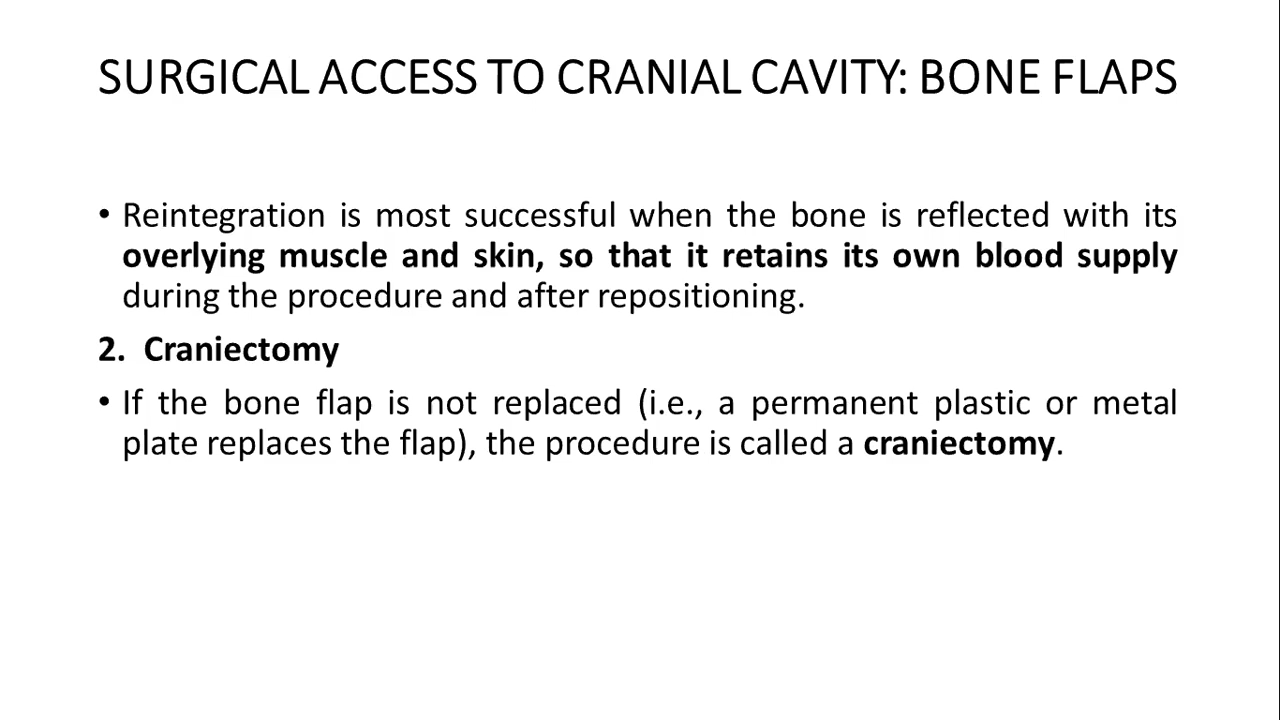 SURGICAL ACCESS TO CRANIAL CAVITY: BONE FLAPS
• Reintegration is most successful when the bone is reflected with its
overlying muscle and skin, so that it retains its own blood supply
during the procedure and after repositioning.
2. Craniectomy
• If the bone flap is not replaced (i.e., a permanent plastic or metal
plate replaces the flap), the procedure is called a craniectomy.